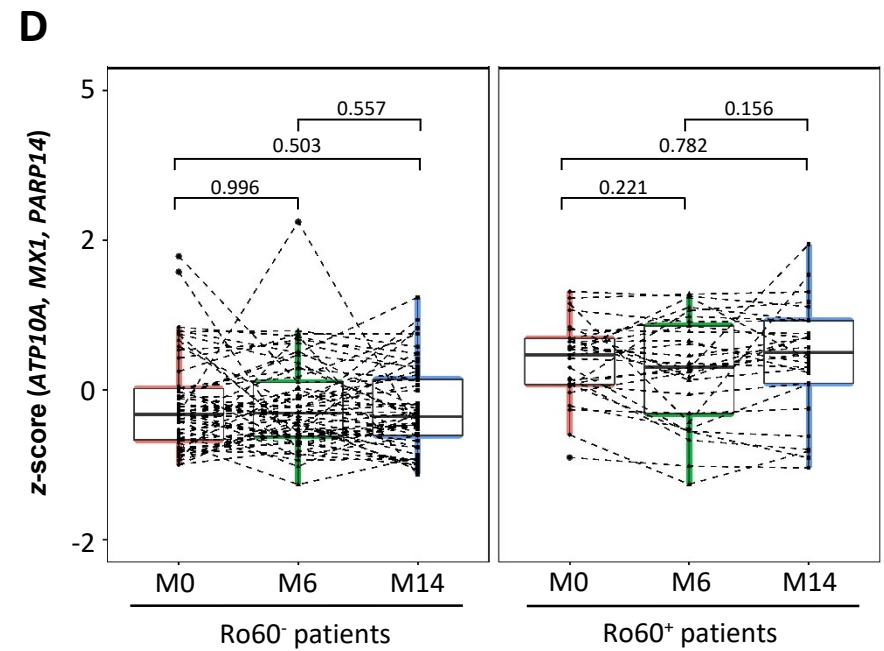 D
z-score (ATP10A, MX1, PARP14)
5
2
0
-2
0.557
0.503
0.996
0.156
0.782
0.221
M0 M6 M14
M0 M6 M14
Ro60- patients
Ro60+ patients